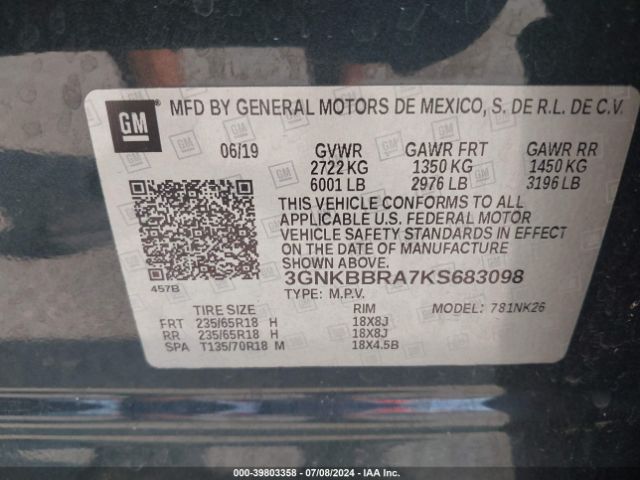 GM
MFD BY GENERAL MOTORS DE MEXICO, S. DE R.L. DE C.V.
06/19 GVWR GAWR FRT GAWR RR
2722 KG 1350 KG 1450 KG
6001 LB 2976 LB 3196 LB
THIS VEHICLE CONFORMS TO ALL
APPLICABLE U.S. FEDERAL MOTOR
VEHICLE SAFETY STANDARDS IN EFFECT
ON THE DATE OF MANUFACTURE
SHOWN ABOVE.
3GNKBBRA7KS683098
457B TYPE: M.P.V.
TIRE SIZE RIM MODEL: 781NK26
FRT 235/65R18 H 18X8J
RR 235/65R18 H 18X8J
SPA T135/70R18 M 18X4.5B
000-39803358 - 07/08/2024 - IAA Inc.